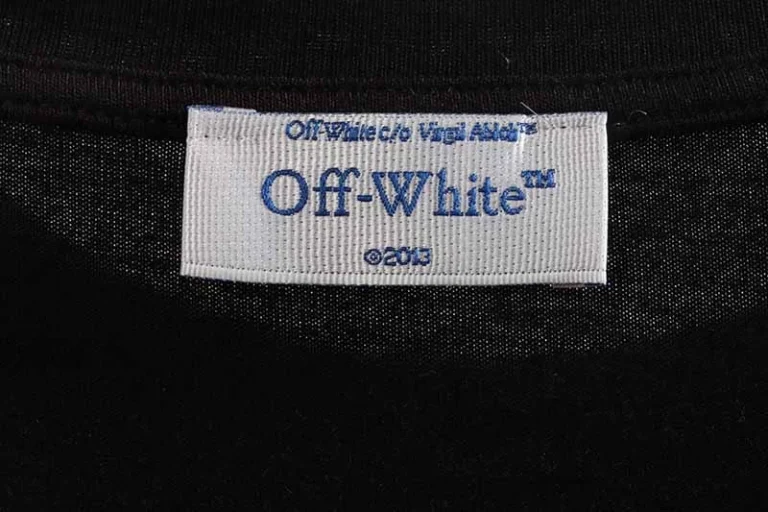 Off-White c/o Virgil Abloh™
Off-White™
©2013